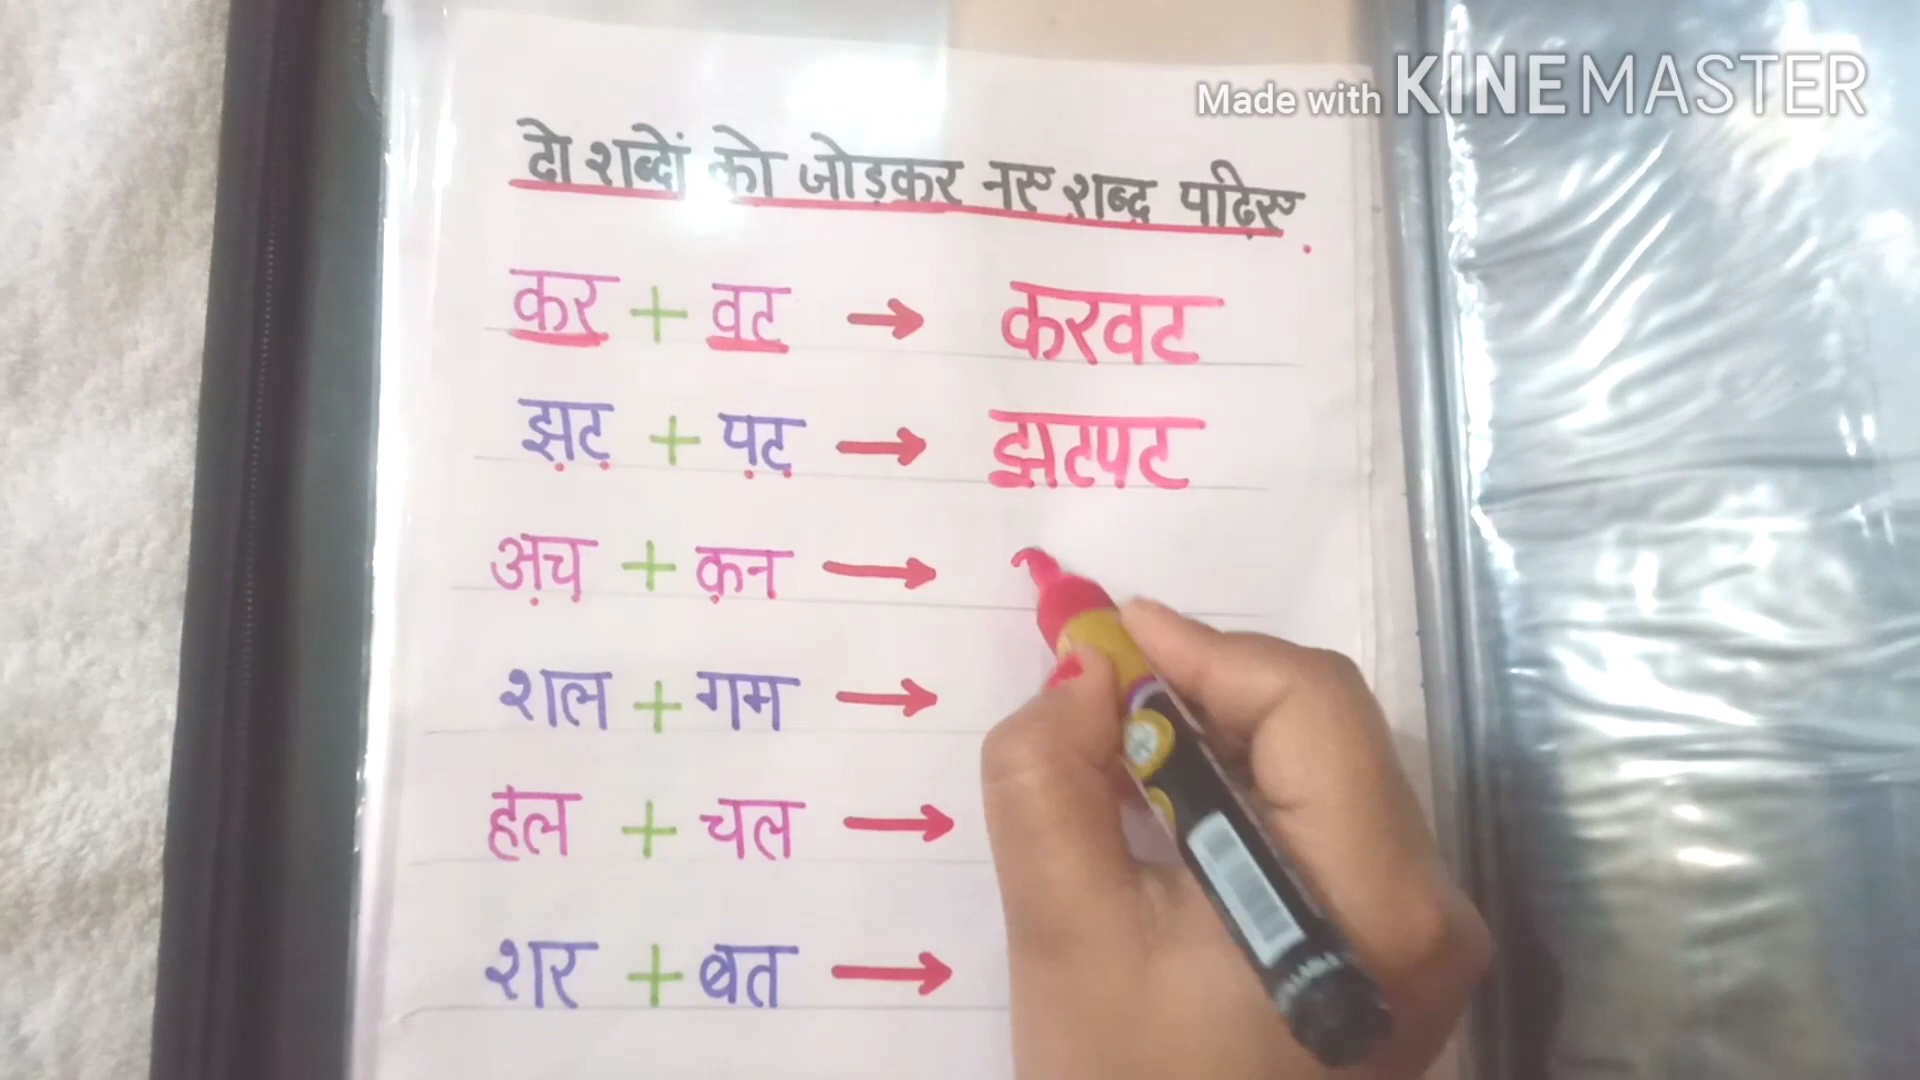 Made with KINEMASTER
दो शब्दों को जोड़कर नए शब्द पढ़िए.
कर + वट → करवट
झट + पट → झटपट
अच + कन →
शल + गम →
हल + चल →
शर + बत →